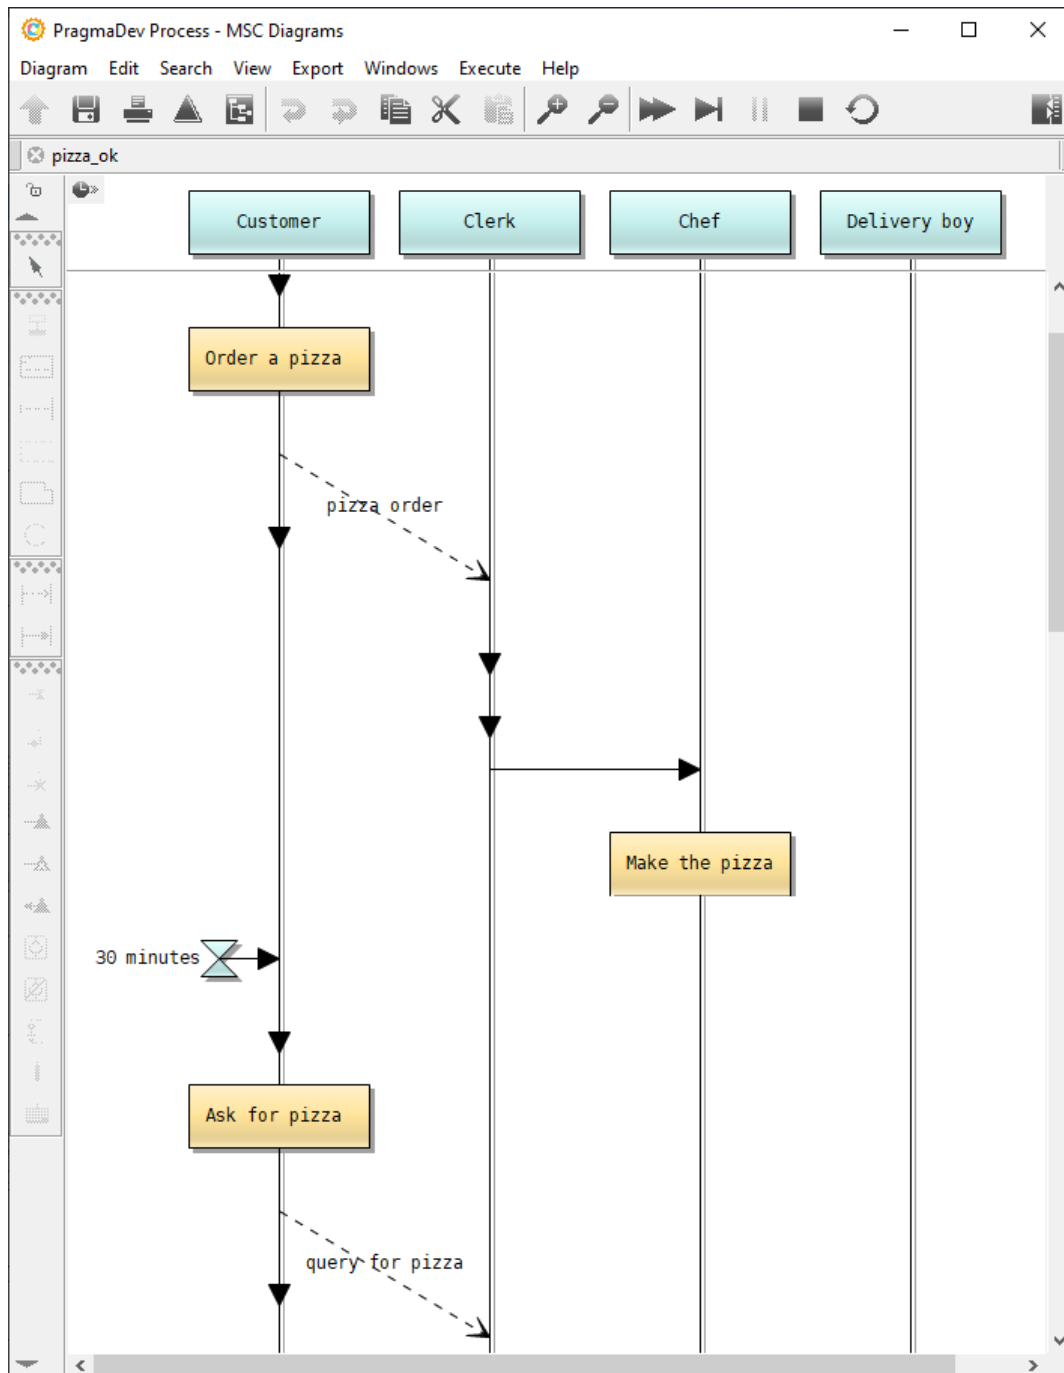 PragmaDev Process - MSC Diagrams
Diagram Edit Search View Export Windows Execute Help
pizza_ok
Customer Clerk Chef Delivery boy
Order a pizza
pizza order
Make the pizza
30 minutes
Ask for pizza
query for pizza